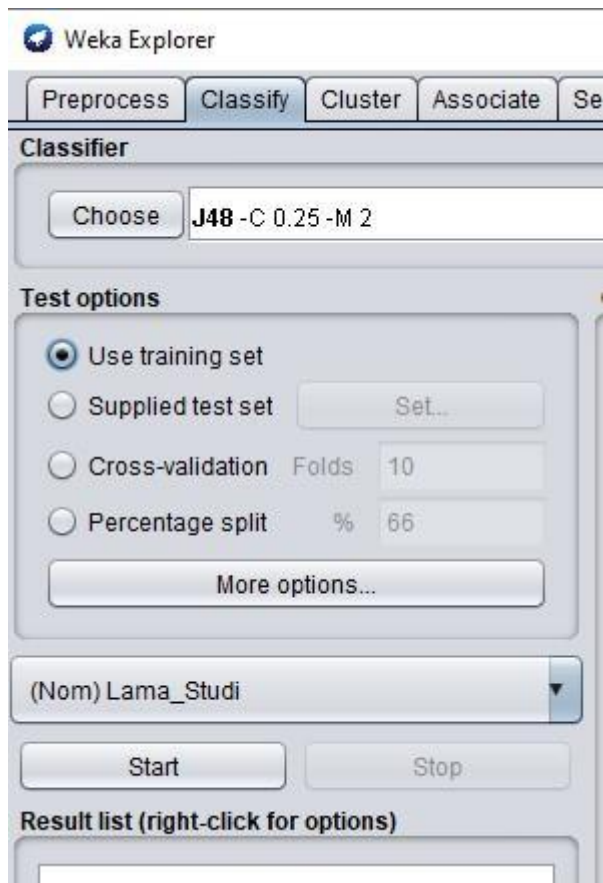 Weka Explorer
Preprocess Classify Cluster Associate Se
Classifier
Choose J48 -C 0.25 -M 2
Test options
Use training set
Supplied test set Set...
Cross-validation Folds 10
Percentage split % 66
More options...
(Nom) Lama_Studi
Start Stop
Result list (right-click for options)